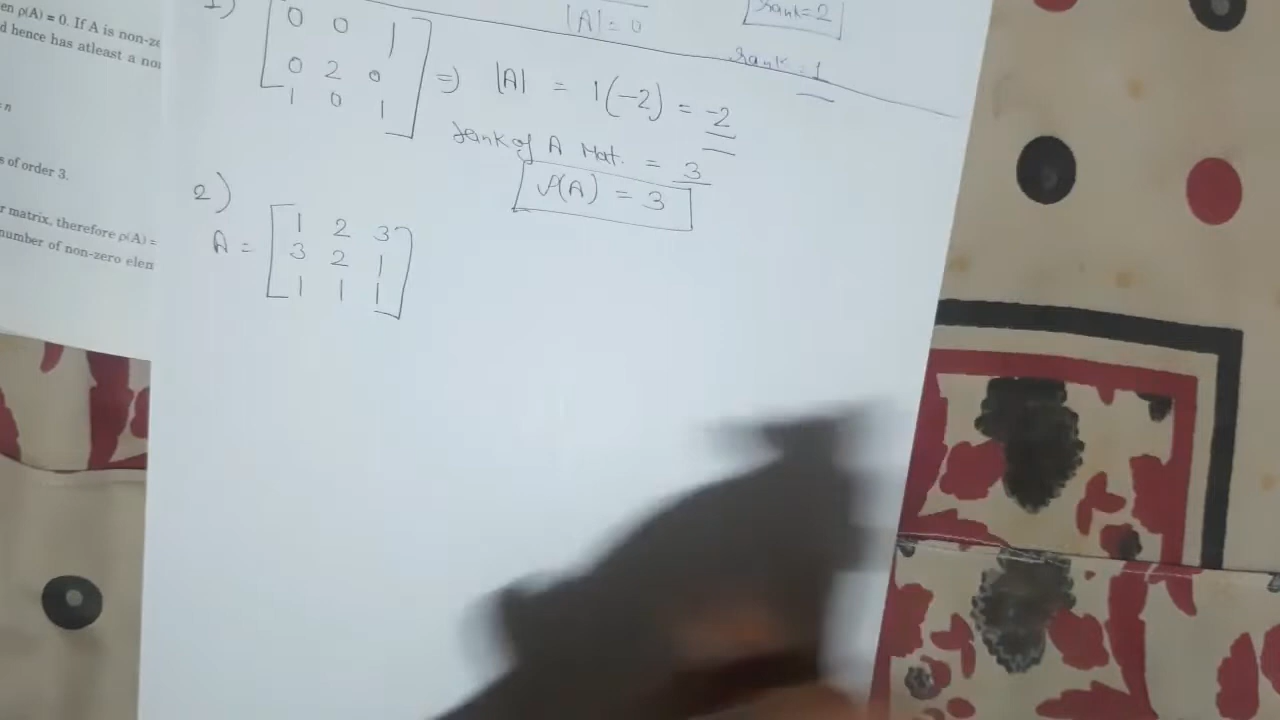 en ρ(A) = 0. If A is non-ze
d hence has atleast a no
= n
s of order 3.
r matrix, therefore ρ(A) =
number of non-zero elem
|A| = 0
rank = 2
rank = 1
1)
0 0 1
0 2 0
1 0 1
=> |A| = 1(-2) = -2
rank of A Mat. = 3
ρ(A) = 3
2)
A =
1 2 3
3 2 1
1 1 1